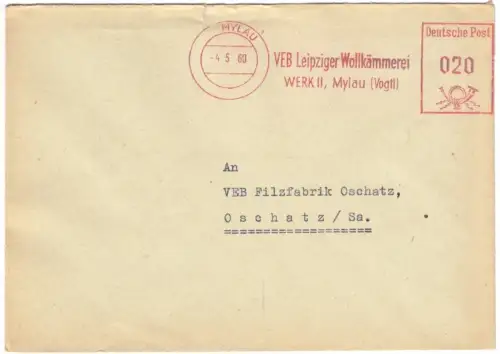 MYLAU
-4 5 60
VEB Leipziger Wollkämmerei
WERK II, Mylau (Vogtl)
Deutsche Post
020
An
VEB Filzfabrik Oschatz,
Oschatz/Sa.